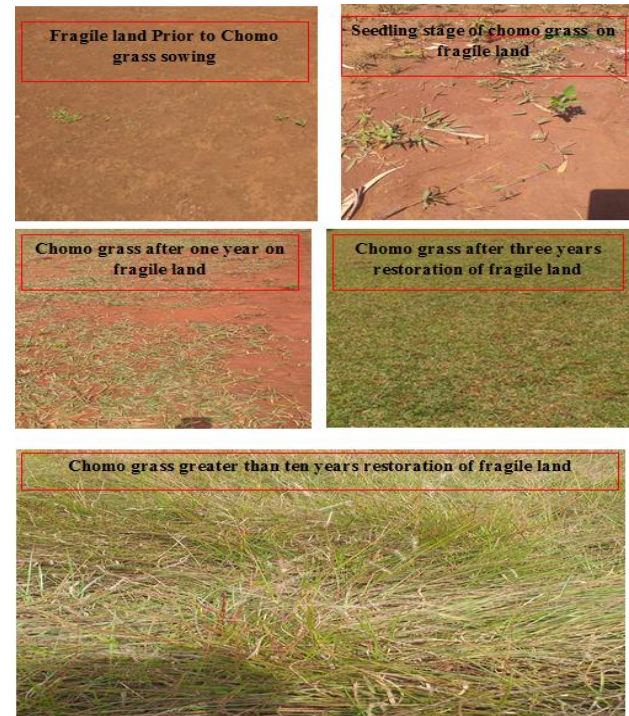 Fragile land Prior to Chomo
grass sowing
Seedling stage of chomo grass on
fragile land
Chomo grass after one year on
fragile land
Chomo grass after three years
restoration of fragile land
Chomo grass greater than ten years restoration of fragile land